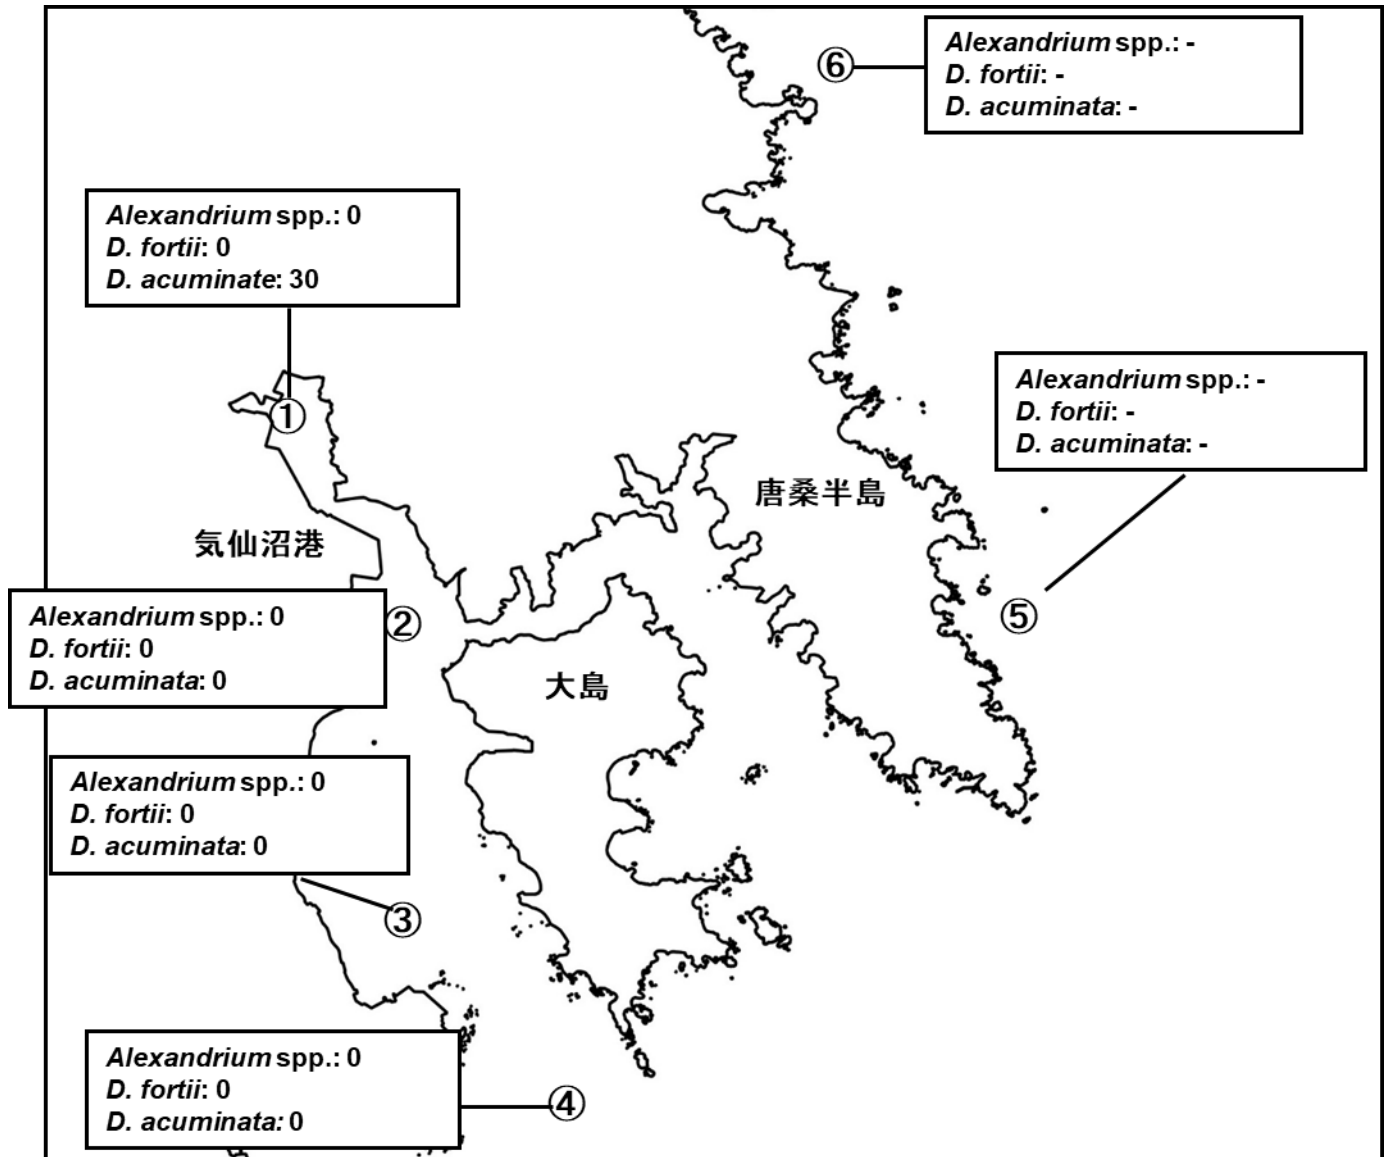 ⑥
Alexandrium spp.: -
D. fortii: -
D. acuminata: -
Alexandrium spp.: 0
D. fortii: 0
D. acuminate: 30
①
Alexandrium spp.: -
D. fortii: -
D. acuminata: -
唐桑半島
気仙沼港
Alexandrium spp.: 0
D. fortii: 0
D. acuminata: 0
②
⑤
大島
Alexandrium spp.: 0
D. fortii: 0
D. acuminata: 0
③
Alexandrium spp.: 0
D. fortii: 0
D. acuminata: 0
④